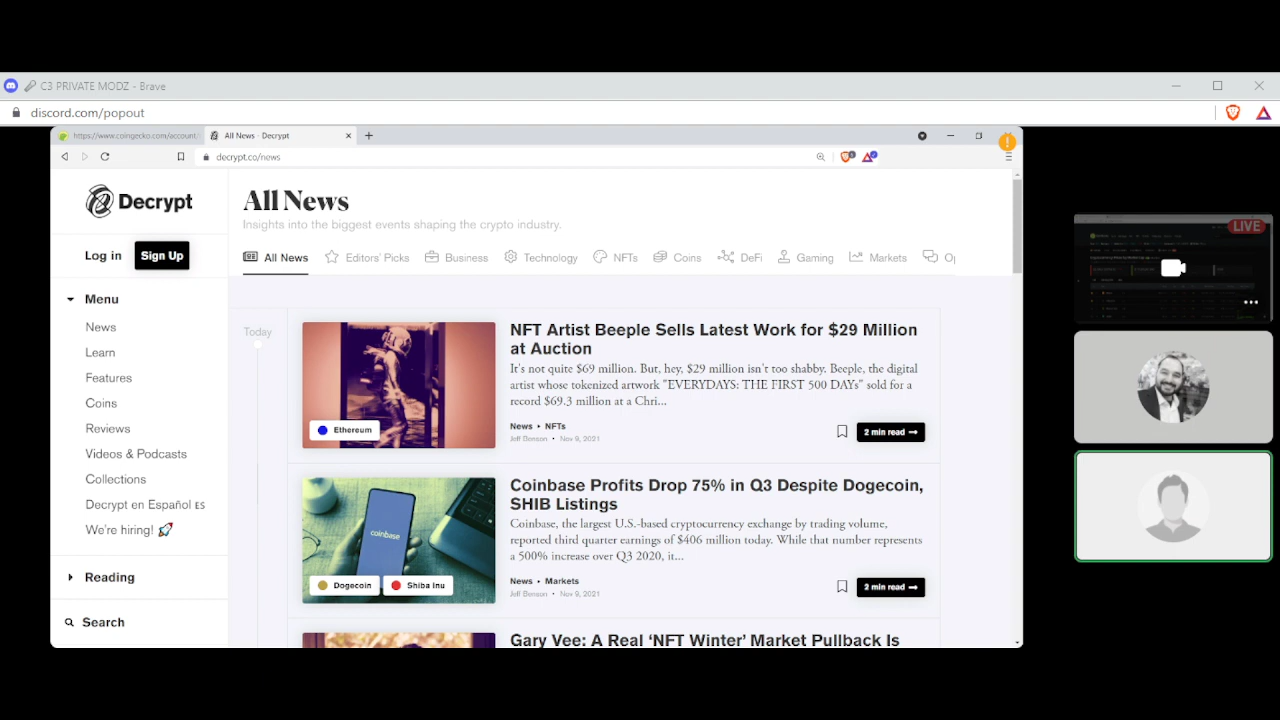 C3 PRIVATE MODZ - Brave
discord.com/popout
https://www.coingecko.com/account
All News - Decrypt
decrypt.co/news
Decrypt
Log in
Sign Up
Menu
News
Learn
Features
Coins
Reviews
Videos & Podcasts
Collections
Decrypt en Español ES
We're hiring! 🚀
Reading
Search
All News
Insights into the biggest events shaping the crypto industry.
All News Editors' Picks Business Technology NFTs Coins DeFi Gaming Markets Op
Today
NFT Artist Beeple Sells Latest Work for $29 Million
at Auction
It's not quite $69 million. But, hey, $29 million isn't too shabby. Beeple, the digital
artist whose tokenized artwork "EVERYDAYS: THE FIRST 500 DAYs" sold for a
record $69.3 million at a Chri...
Ethereum
News • NFTs
Jeff Benson • Nov 9, 2021
2 min read →
Coinbase Profits Drop 75% in Q3 Despite Dogecoin,
SHIB Listings
Coinbase, the largest U.S.-based cryptocurrency exchange by trading volume,
reported third quarter earnings of $406 million today. While that number represents
a 500% increase over Q3 2020, it...
coinbase
Dogecoin
Shiba Inu
News • Markets
Jeff Benson • Nov 9, 2021
2 min read →
Gary Vee: A Real 'NFT Winter' Market Pullback Is
LIVE